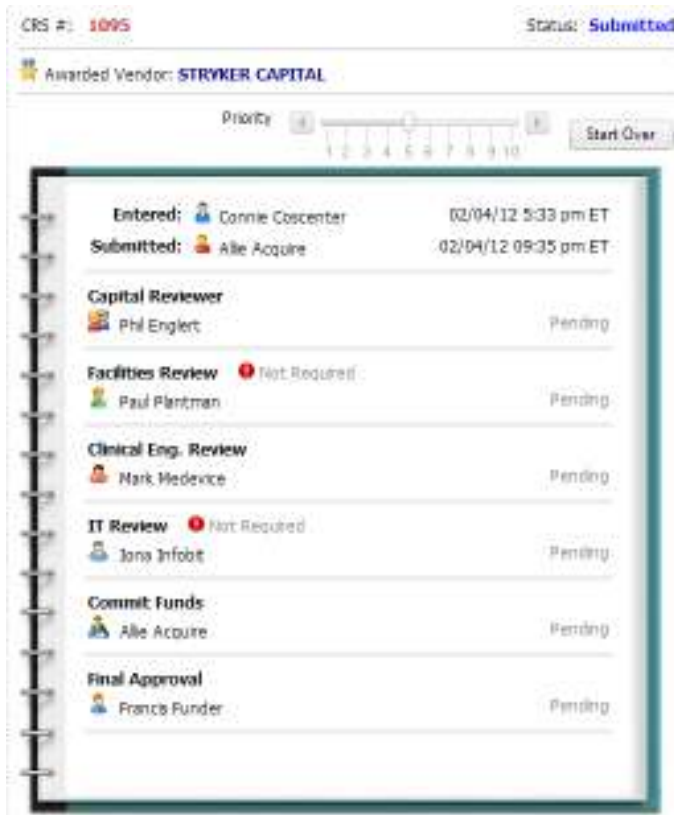 CRS #: 1095 Status: Submitted
Awarded Vendor: STRYKER CAPITAL
Priority Start Over
1 2 3 4 5 6 7 8 9 10
Entered: Connie Coscenter 02/04/12 5:33 pm ET
Submitted: Allie Acquire 02/04/12 09:35 pm ET
Capital Reviewer
Phil Englert Pending
Facilities Review Not Required
Paul Plantman Pending
Clinical Eng. Review
Mark Medevice Pending
IT Review Not Required
Iona Infobit Pending
Commit Funds
Allie Acquire Pending
Final Approval
Francis Funder Pending